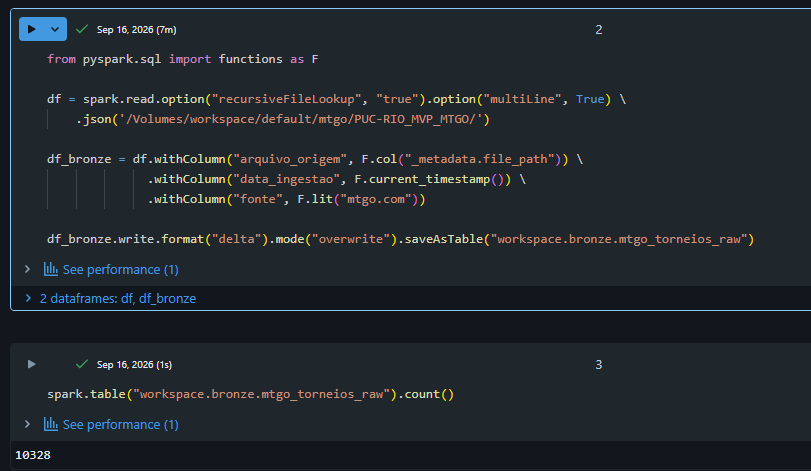 Sep 16, 2026 (7m)
2
from pyspark.sql import functions as F
df = spark.read.option("recursiveFileLookup", "true").option("multiLine", True) \
.json('/Volumes/workspace/default/mtgo/PUC-RIO_MVP_MTGO/')
df_bronze = df.withColumn("arquivo_origem", F.col("_metadata.file_path")) \
.withColumn("data_ingestao", F.current_timestamp()) \
.withColumn("fonte", F.lit("mtgo.com"))
df_bronze.write.format("delta").mode("overwrite").saveAsTable("workspace.bronze.mtgo_torneios_raw")
See performance (1)
2 dataframes: df, df_bronze
Sep 16, 2026 (1s)
3
spark.table("workspace.bronze.mtgo_torneios_raw").count()
See performance (1)
10328